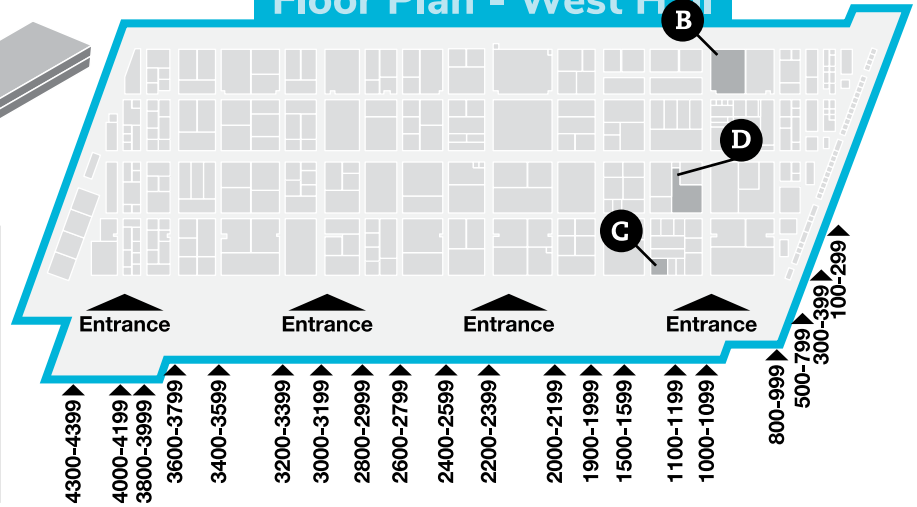 Floor Plan - West Hall
B
D
C
Entrance
Entrance
Entrance
Entrance
4300-4399
4000-4199
3800-3999
3600-3799
3400-3599
3200-3399
3000-3199
2800-2999
2600-2799
2400-2599
2200-2399
2000-2199
1900-1999
1500-1599
1100-1199
1000-1099
800-999
500-799
300-399
100-299